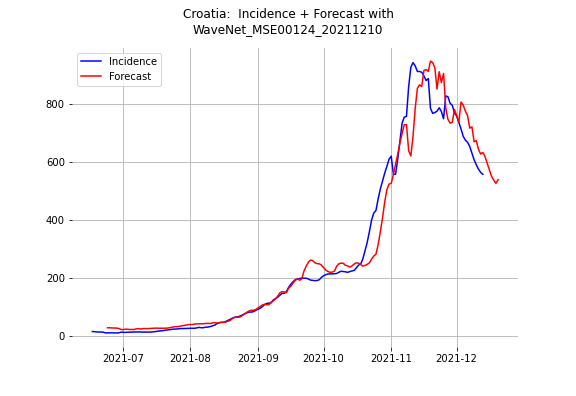 Croatia: Incidence + Forecast with
WaveNet_MSE00124_20211210
Incidence
Forecast
800
600
400
200
0
2021-07 2021-08 2021-09 2021-10 2021-11 2021-12